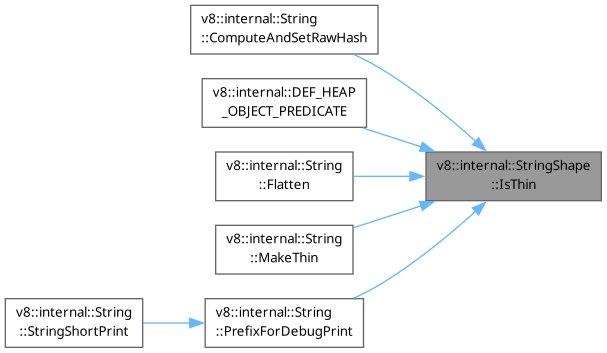 v8::internal::String
::ComputeAndSetRawHash
v8::internal::DEF_HEAP
_OBJECT_PREDICATE
v8::internal::String
::Flatten
v8::internal::StringShape
::IsThin
v8::internal::String
::MakeThin
v8::internal::String
::StringShortPrint
v8::internal::String
::PrefixForDebugPrint